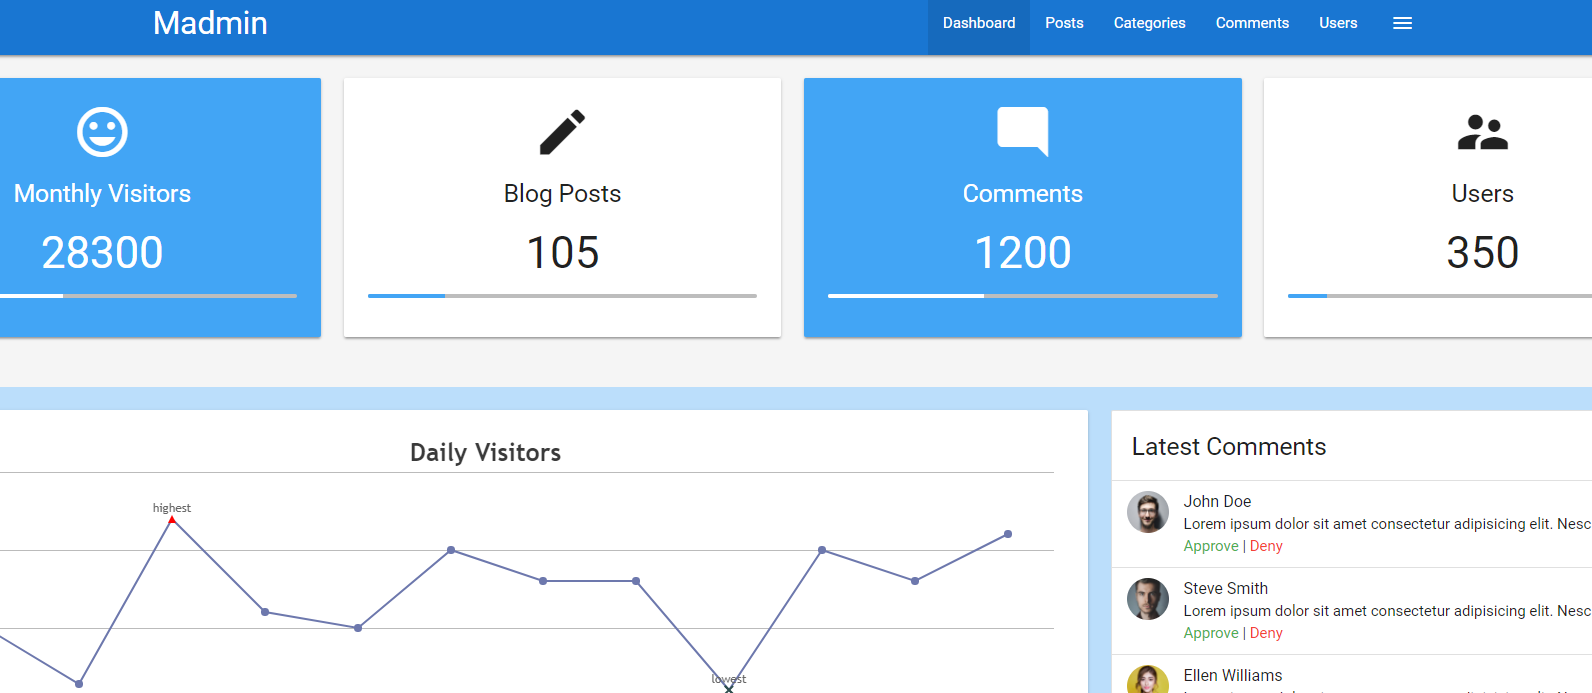 Madmin
Dashboard Posts Categories Comments Users
Monthly Visitors
28300
Blog Posts
105
Comments
1200
Users
350
Daily Visitors
highest
lowest
Latest Comments
John Doe
Lorem ipsum dolor sit amet consectetur adipisicing elit. Nesc
Approve | Deny
Steve Smith
Lorem ipsum dolor sit amet consectetur adipisicing elit. Nesc
Approve | Deny
Ellen Williams